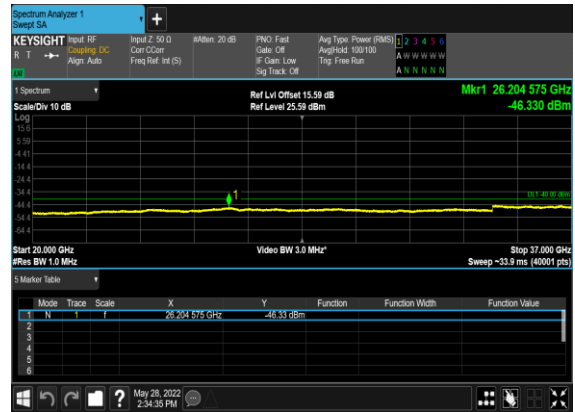 Spectrum Analyzer 1
Swept SA
+
KEYSIGHT Input: RF Input Z: 50 Ω #Atten: 20 dB PNO: Fast Avg Type: Power (RMS) 1 2 3 4 5 6
R T Coupling: DC Corr CCorr Gate: Off Avg|Hold: 100/100 A W W W W W
Align: Auto Freq Ref: Int (S) IF Gain: Low Trig: Free Run
Sig Track: Off A N N N N N
1 Spectrum Ref Lvl Offset 15.59 dB Mkr1 26.204 575 GHz
Scale/Div 10 dB Ref Level 25.59 dBm -46.330 dBm
Log
15.6
5.59
-4.41
-14.4
-24.4
-34.4 1 DL1 -40.00 dBm
-44.4
-54.4
-64.4
Start 20.000 GHz Video BW 3.0 MHz* Stop 37.000 GHz
#Res BW 1.0 MHz Sweep ~33.9 ms (40001 pts)
5 Marker Table
Mode Trace Scale X Y Function Function Width Function Value
1 N 1 f 26.204 575 GHz -46.33 dBm
2
3
4
5
6
? May 28, 2022
2:34:35 PM